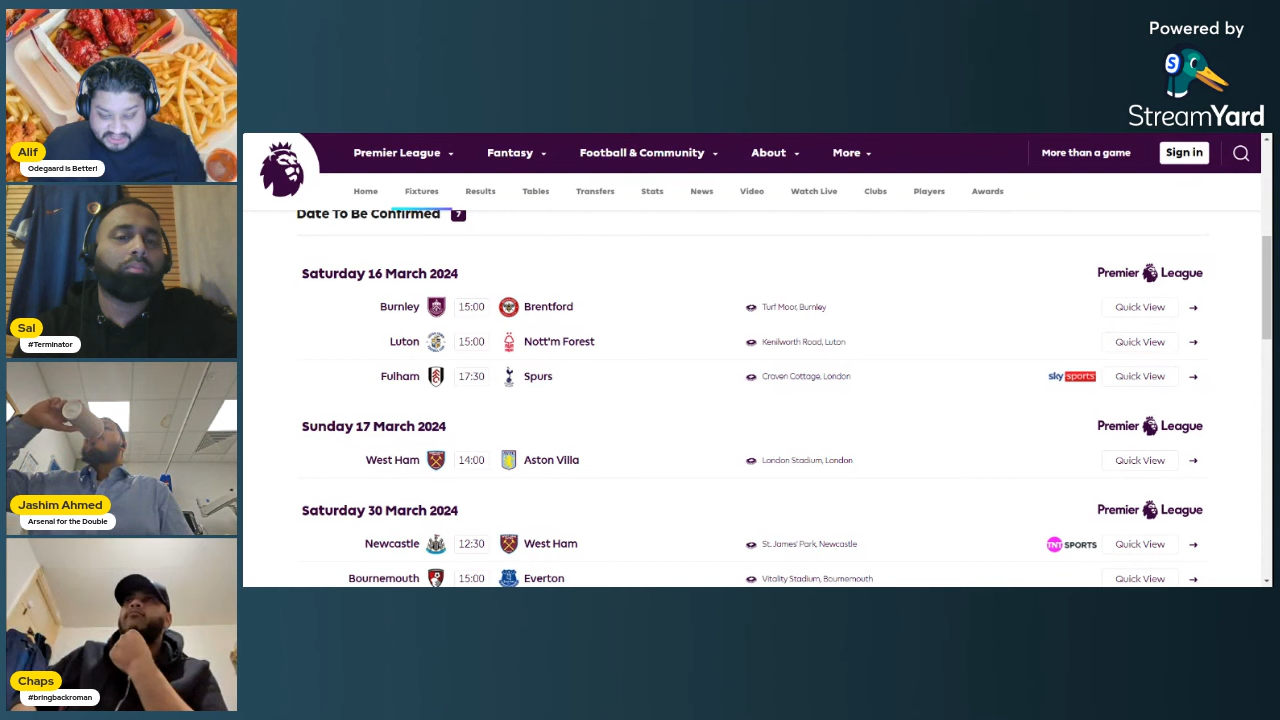 Powered by
StreamYard
Alif
Odegaard is Better!
Sal
#Terminator
Jashim Ahmed
Arsenal for the Double
Chaps
#bringbackroman
Premier League Fantasy Football & Community About More More than a game Sign in
Home Fixtures Results Tables Transfers Stats News Video Watch Live Clubs Players Awards
Date To Be Confirmed 7
Saturday 16 March 2024 Premier League
Burnley 15:00 Brentford Turf Moor, Burnley Quick View
Luton 15:00 Nott'm Forest Kenilworth Road, Luton Quick View
Fulham 17:30 Spurs Craven Cottage, London sky sports Quick View
Sunday 17 March 2024 Premier League
West Ham 14:00 Aston Villa London Stadium, London Quick View
Saturday 30 March 2024 Premier League
Newcastle 12:30 West Ham St. James' Park, Newcastle TNT SPORTS Quick View
Bournemouth 15:00 Everton Vitality Stadium, Bournemouth Quick View